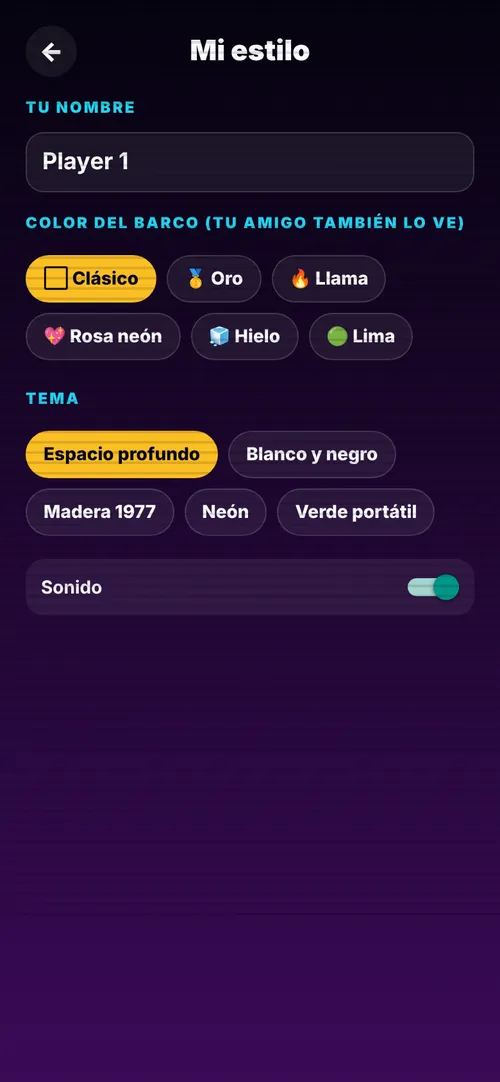 Mi estilo
TU NOMBRE
Player 1
COLOR DEL BARCO (TU AMIGO TAMBIÉN LO VE)
Clásico
Oro
Llama
Rosa neón
Hielo
Lima
TEMA
Espacio profundo
Blanco y negro
Madera 1977
Neón
Verde portátil
Sonido